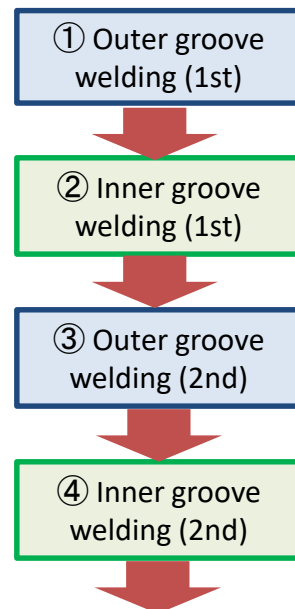 ① Outer groove
welding (1st)
② Inner groove
welding (1st)
③ Outer groove
welding (2nd)
④ Inner groove
welding (2nd)